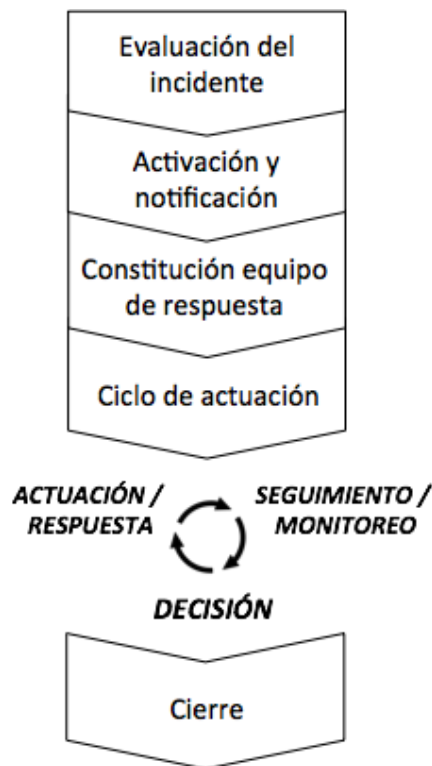 Evaluación del
incidente
Activación y
notificación
Constitución equipo
de respuesta
Ciclo de actuación
ACTUACIÓN /
RESPUESTA
SEGUIMIENTO /
MONITOREO
DECISIÓN
Cierre